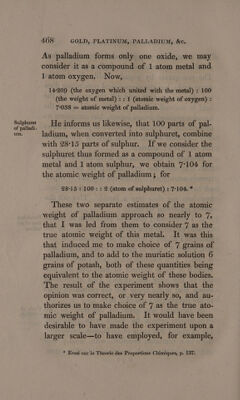 468 GOLD, PLATINUM, PALLADIUM, &c.
As palladium forms only one oxide, we may
consider it as a compound of 1 atom metal and
1 atom oxygen. Now,
14·209 (the oxygen which united with the metal) : 100
(the weight of metal) : : 1 (atomic weight of oxygen) :
7·038 = atomic weight of palladium.
Sulphuret
of palladi-
um.
He informs us likewise, that 100 parts of pal-
ladium, when converted into sulphuret, combine
with 28·15 parts of sulphur. If we consider the
sulphuret thus formed as a compound of 1 atom
metal and 1 atom sulphur, we obtain 7·104 for
the atomic weight of palladium; for
28·15 : 100 : : 2 (atom of sulphuret) : 7·104. *
These two separate estimates of the atomic
weight of palladium approach so nearly to 7,
that I was led from them to consider 7 as the
true atomic weight of this metal. It was this
that induced me to make choice of 7 grains of
palladium, and to add to the muriatic solution 6
grains of potash, both of these quantities being
equivalent to the atomic weight of these bodies.
The result of the experiment shows that the
opinion was correct, or very nearly so, and au-
thorizes us to make choice of 7 as the true ato-
mic weight of palladium. It would have been
desirable to have made the experiment upon a
larger scale—to have employed, for example,
* Essai sur le Theorie des Proportions Chimiques, p. 137.